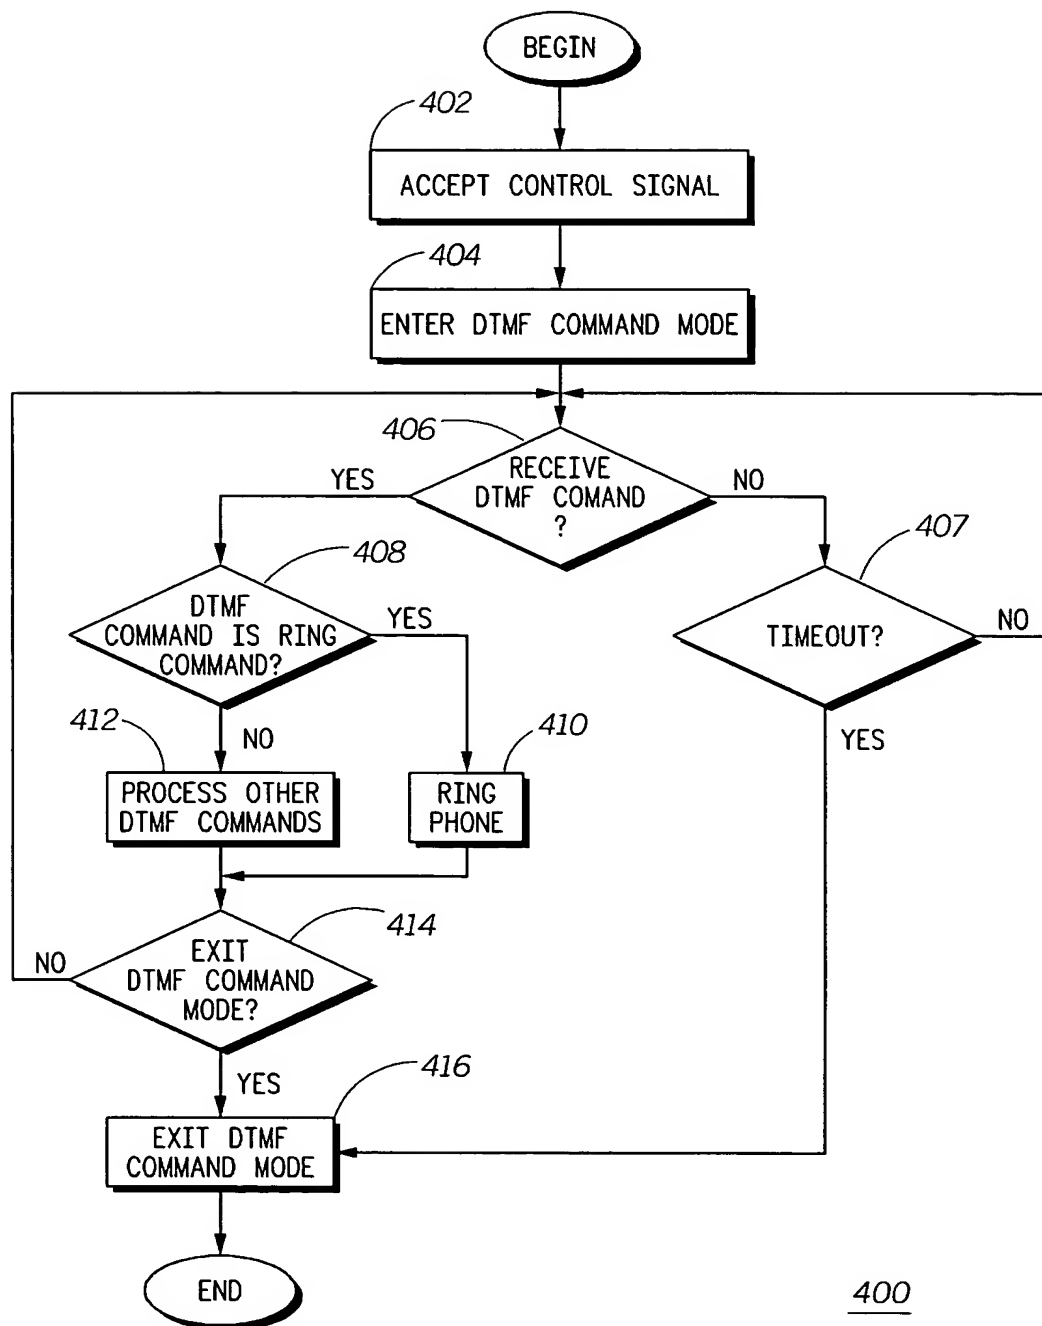 BEGIN
402
ACCEPT CONTROL SIGNAL
404
ENTER DTMF COMMAND MODE
406
RECEIVE
DTMF COMAND
?
YES
NO
407
TIMEOUT?
NO
YES
408
DTMF
COMMAND IS RING
COMMAND?
YES
NO
412
PROCESS OTHER
DTMF COMMANDS
410
RING
PHONE
414
EXIT
DTMF COMMAND
MODE?
NO
YES
416
EXIT DTMF
COMMAND MODE
END
400